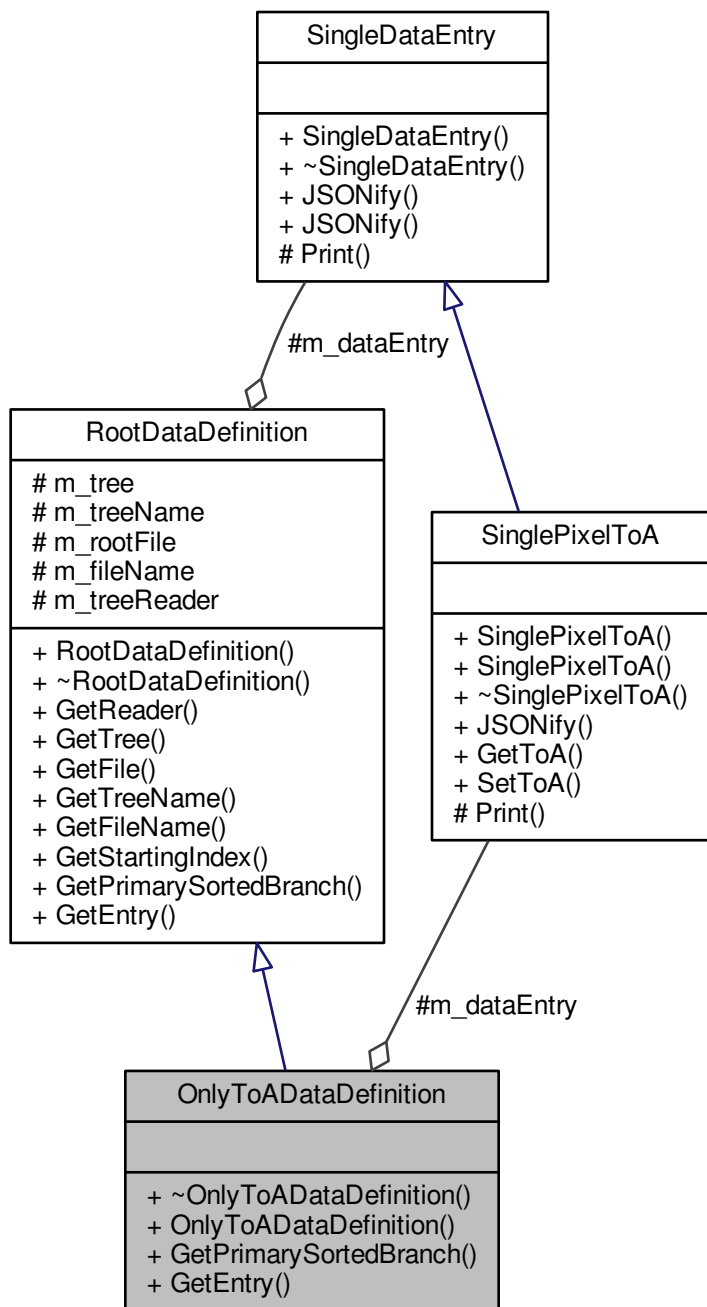 SingleDataEntry
+ SingleDataEntry()
+ ~SingleDataEntry()
+ JSONify()
+ JSONify()
# Print()
#m_dataEntry
RootDataDefinition
# m_tree
# m_treeName
# m_rootFile
# m_fileName
# m_treeReader
+ RootDataDefinition()
+ ~RootDataDefinition()
+ GetReader()
+ GetTree()
+ GetFile()
+ GetTreeName()
+ GetFileName()
+ GetStartingIndex()
+ GetPrimarySortedBranch()
+ GetEntry()
SinglePixelToA
+ SinglePixelToA()
+ SinglePixelToA()
+ ~SinglePixelToA()
+ JSONify()
+ GetToA()
+ SetToA()
# Print()
#m_dataEntry
OnlyToADataDefinition
+ ~OnlyToADataDefinition()
+ OnlyToADataDefinition()
+ GetPrimarySortedBranch()
+ GetEntry()